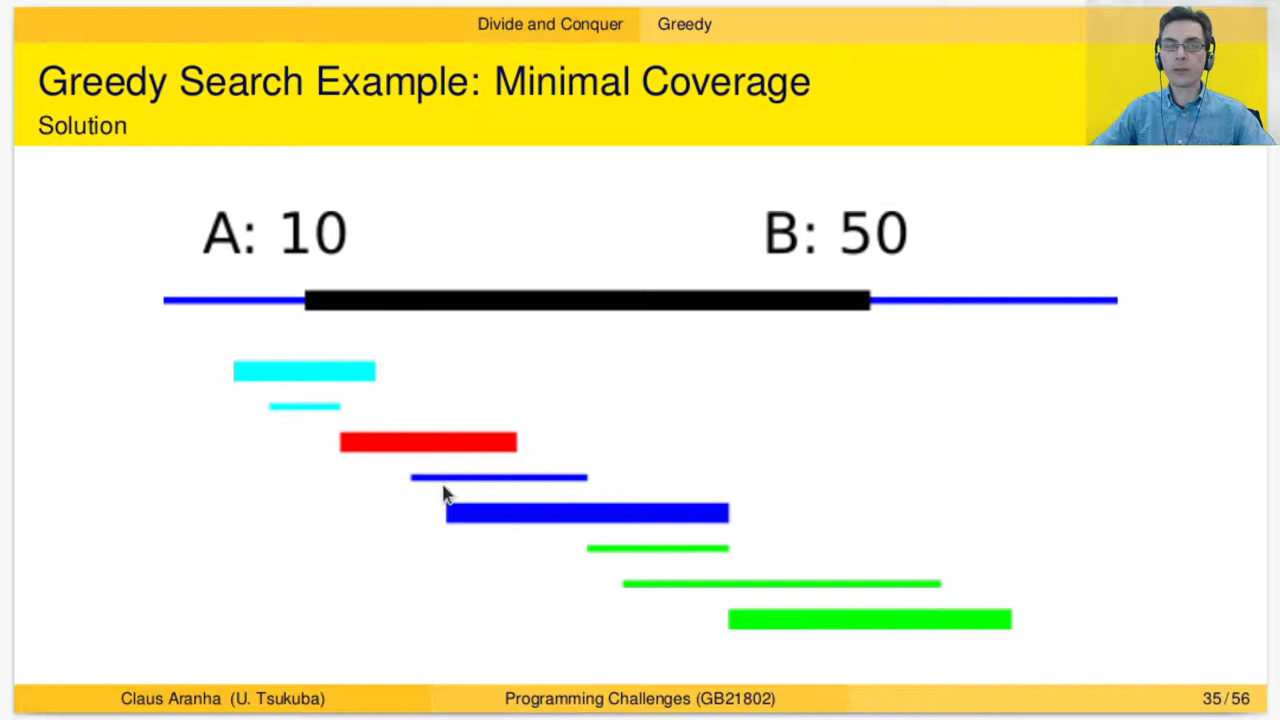 Divide and Conquer Greedy
Greedy Search Example: Minimal Coverage
Solution
A: 10 B: 50
Claus Aranha (U. Tsukuba) Programming Challenges (GB21802) 35 / 56